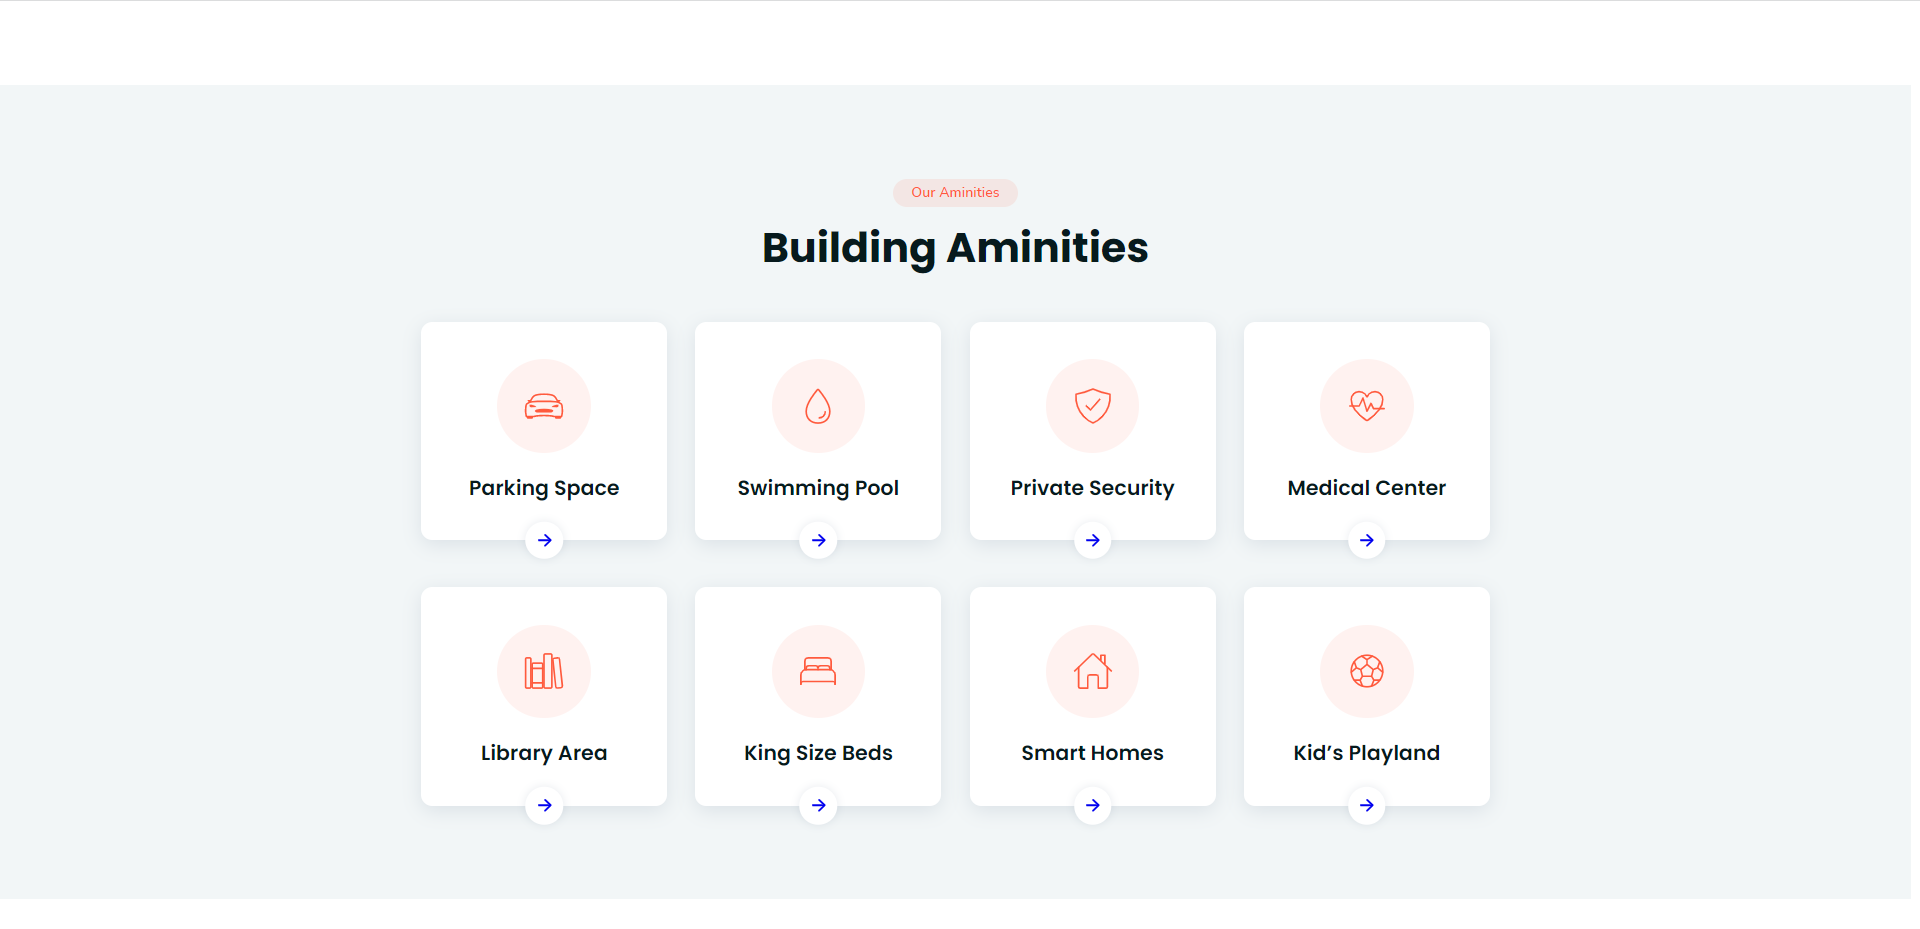 Our Aminities
Building Aminities
Parking Space
Swimming Pool
Private Security
Medical Center
Library Area
King Size Beds
Smart Homes
Kid’s Playland